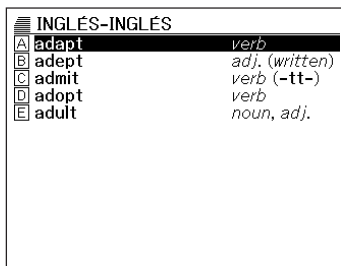 INGLÉS-INGLÉS
A adapt verb
B adept adj. (written)
C admit verb (-tt-)
D adopt verb
E adult noun, adj.